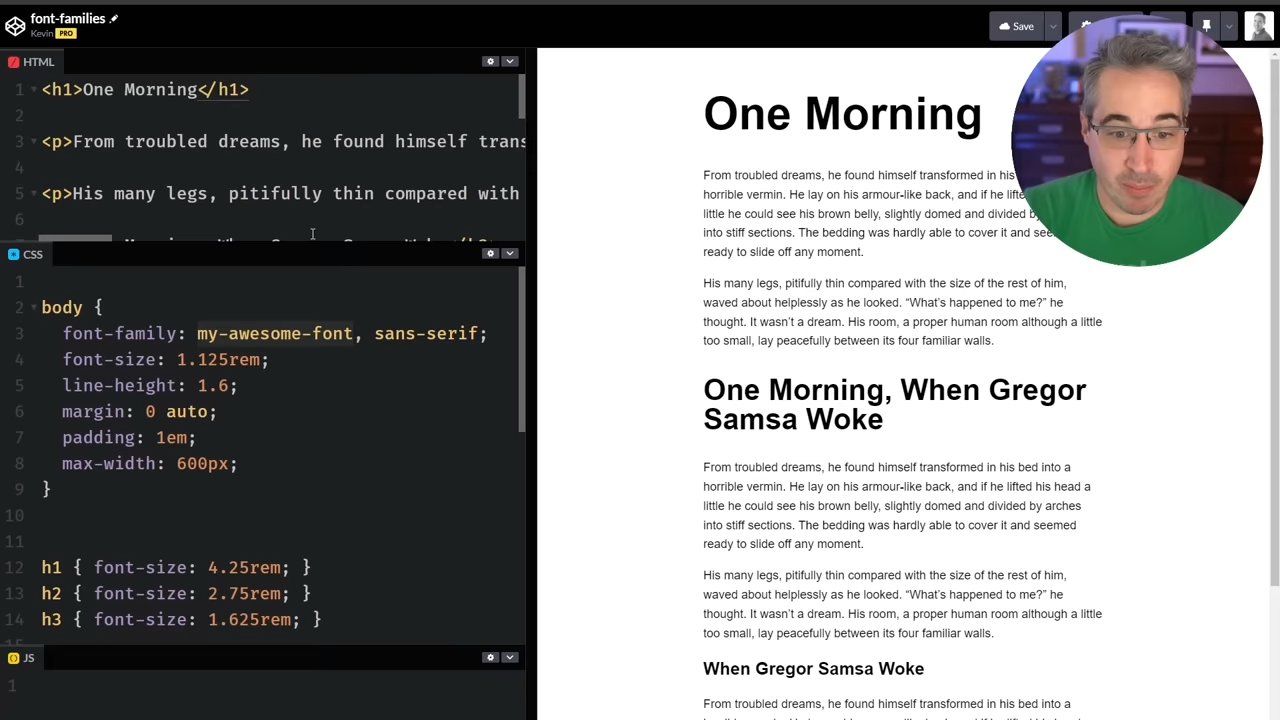 font-families
Kevin PRO
Save
HTML
1 <h1>One Morning</h1>
2
3 <p>From troubled dreams, he found himself trans
4
5 <p>His many legs, pitifully thin compared with
6
CSS
1
2 body {
3 font-family: my-awesome-font, sans-serif;
4 font-size: 1.125rem;
5 line-height: 1.6;
6 margin: 0 auto;
7 padding: 1em;
8 max-width: 600px;
9 }
10
11
12 h1 { font-size: 4.25rem; }
13 h2 { font-size: 2.75rem; }
14 h3 { font-size: 1.625rem; }
JS
1
One Morning
From troubled dreams, he found himself transformed in his
horrible vermin. He lay on his armour-like back, and if he lifte
little he could see his brown belly, slightly domed and divided
into stiff sections. The bedding was hardly able to cover it and see
ready to slide off any moment.
His many legs, pitifully thin compared with the size of the rest of him,
waved about helplessly as he looked. “What’s happened to me?” he
thought. It wasn’t a dream. His room, a proper human room although a little
too small, lay peacefully between its four familiar walls.
One Morning, When Gregor
Samsa Woke
From troubled dreams, he found himself transformed in his bed into a
horrible vermin. He lay on his armour-like back, and if he lifted his head a
little he could see his brown belly, slightly domed and divided by arches
into stiff sections. The bedding was hardly able to cover it and seemed
ready to slide off any moment.
His many legs, pitifully thin compared with the size of the rest of him,
waved about helplessly as he looked. “What’s happened to me?” he
thought. It wasn’t a dream. His room, a proper human room although a little
too small, lay peacefully between its four familiar walls.
When Gregor Samsa Woke
From troubled dreams, he found himself transformed in his bed into a